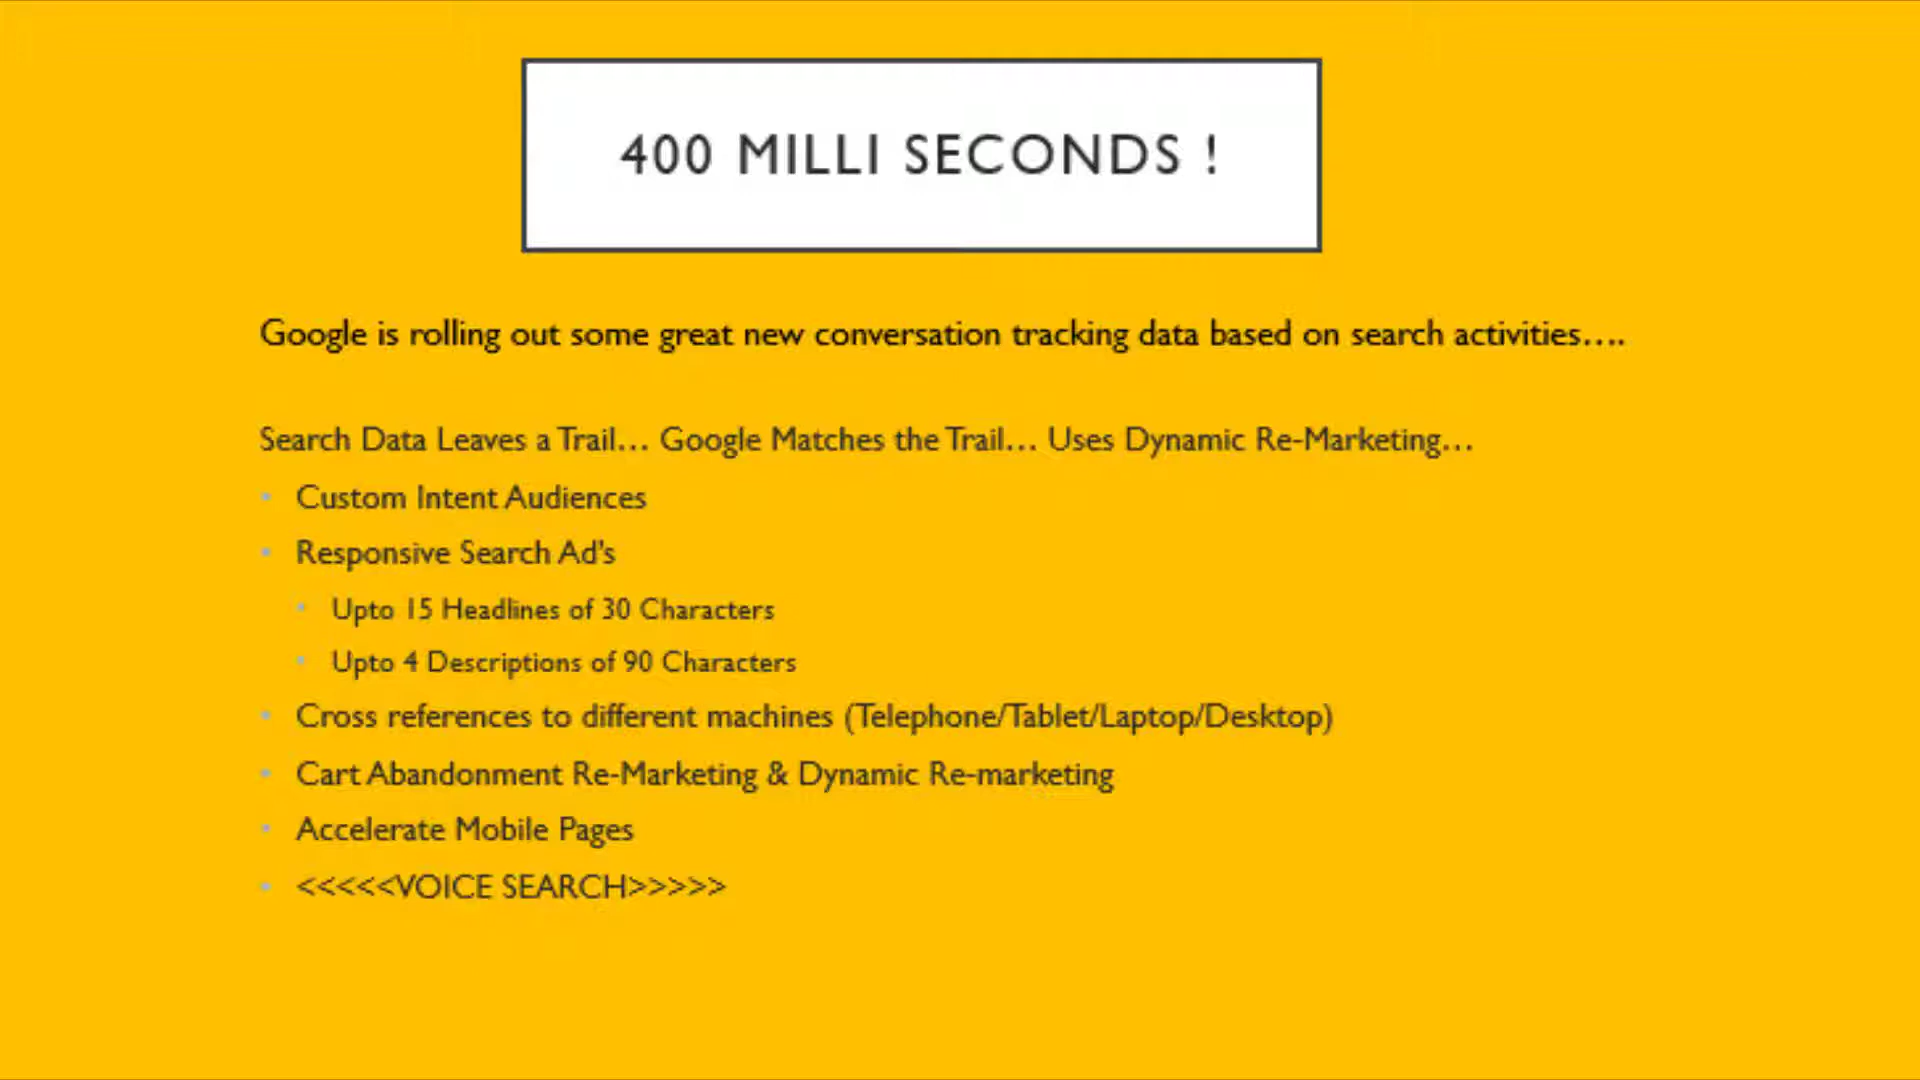 400 MILLI SECONDS !
Google is rolling out some great new conversation tracking data based on search activities….
Search Data Leaves a Trail… Google Matches the Trail… Uses Dynamic Re-Marketing…
• Custom Intent Audiences
• Responsive Search Ad's
• Upto 15 Headlines of 30 Characters
• Upto 4 Descriptions of 90 Characters
• Cross references to different machines (Telephone/Tablet/Laptop/Desktop)
• Cart Abandonment Re-Marketing & Dynamic Re-marketing
• Accelerate Mobile Pages
• <<<<<VOICE SEARCH>>>>>